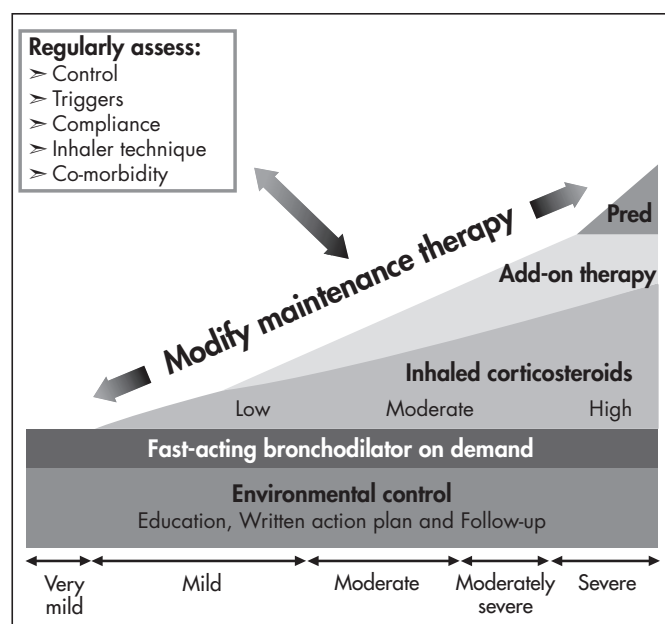 Regularly assess:
➣ Control
➣ Triggers
➣ Compliance
➣ Inhaler technique
➣ Co-morbidity
Modify maintenance therapy
Pred
Add-on therapy
Inhaled corticosteroids
Low Moderate High
Fast-acting bronchodilator on demand
Environmental control
Education, Written action plan and Follow-up
Very
mild
Mild
Moderate
Moderately
severe
Severe